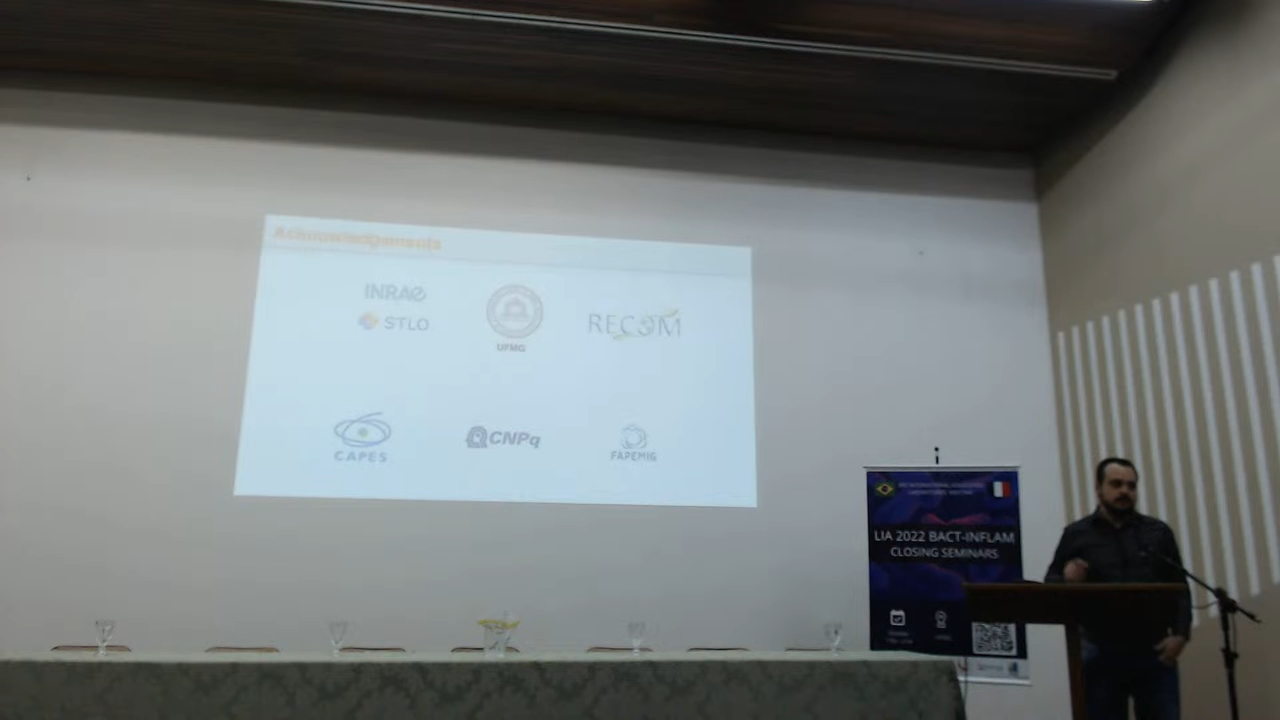 Acknowledgements
INRAE
STLO
UFMG
RECOM
CAPES
CNPq
FAPEMIG
LIA 2022 BACT-INFLAM
CLOSING SEMINARS